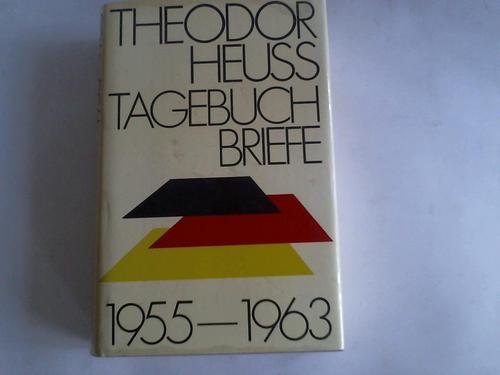 THEODOR
HEUSS
TAGEBUCH
BRIEFE
1955—1963